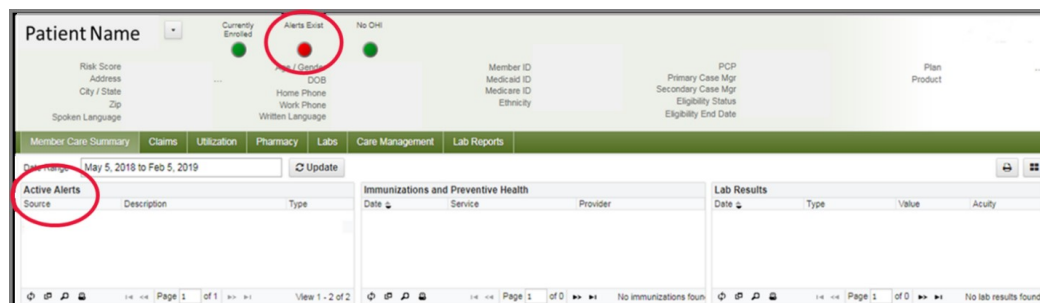 Patient Name
Currently Enrolled
Alerts Exist
No OHI
Risk Score
Address
City / State
Zip
Spoken Language
Age / Gender
DOB
Home Phone
Work Phone
Written Language
Member ID
Medicaid ID
Medicare ID
Ethnicity
PCP
Primary Case Mgr
Secondary Case Mgr
Eligibility Status
Eligibility End Date
Plan
Product
Member Care Summary Claims Utilization Pharmacy Labs Care Management Lab Reports
Date Range May 5, 2018 to Feb 5, 2019 Update
Active Alerts
Source Description Type
Page 1 of 1 View 1 - 2 of 2
Immunizations and Preventive Health
Date Service Provider
Page 1 of 0 No immunizations foun
Lab Results
Date Type Value Acuity
Page 1 of 0 No lab results found